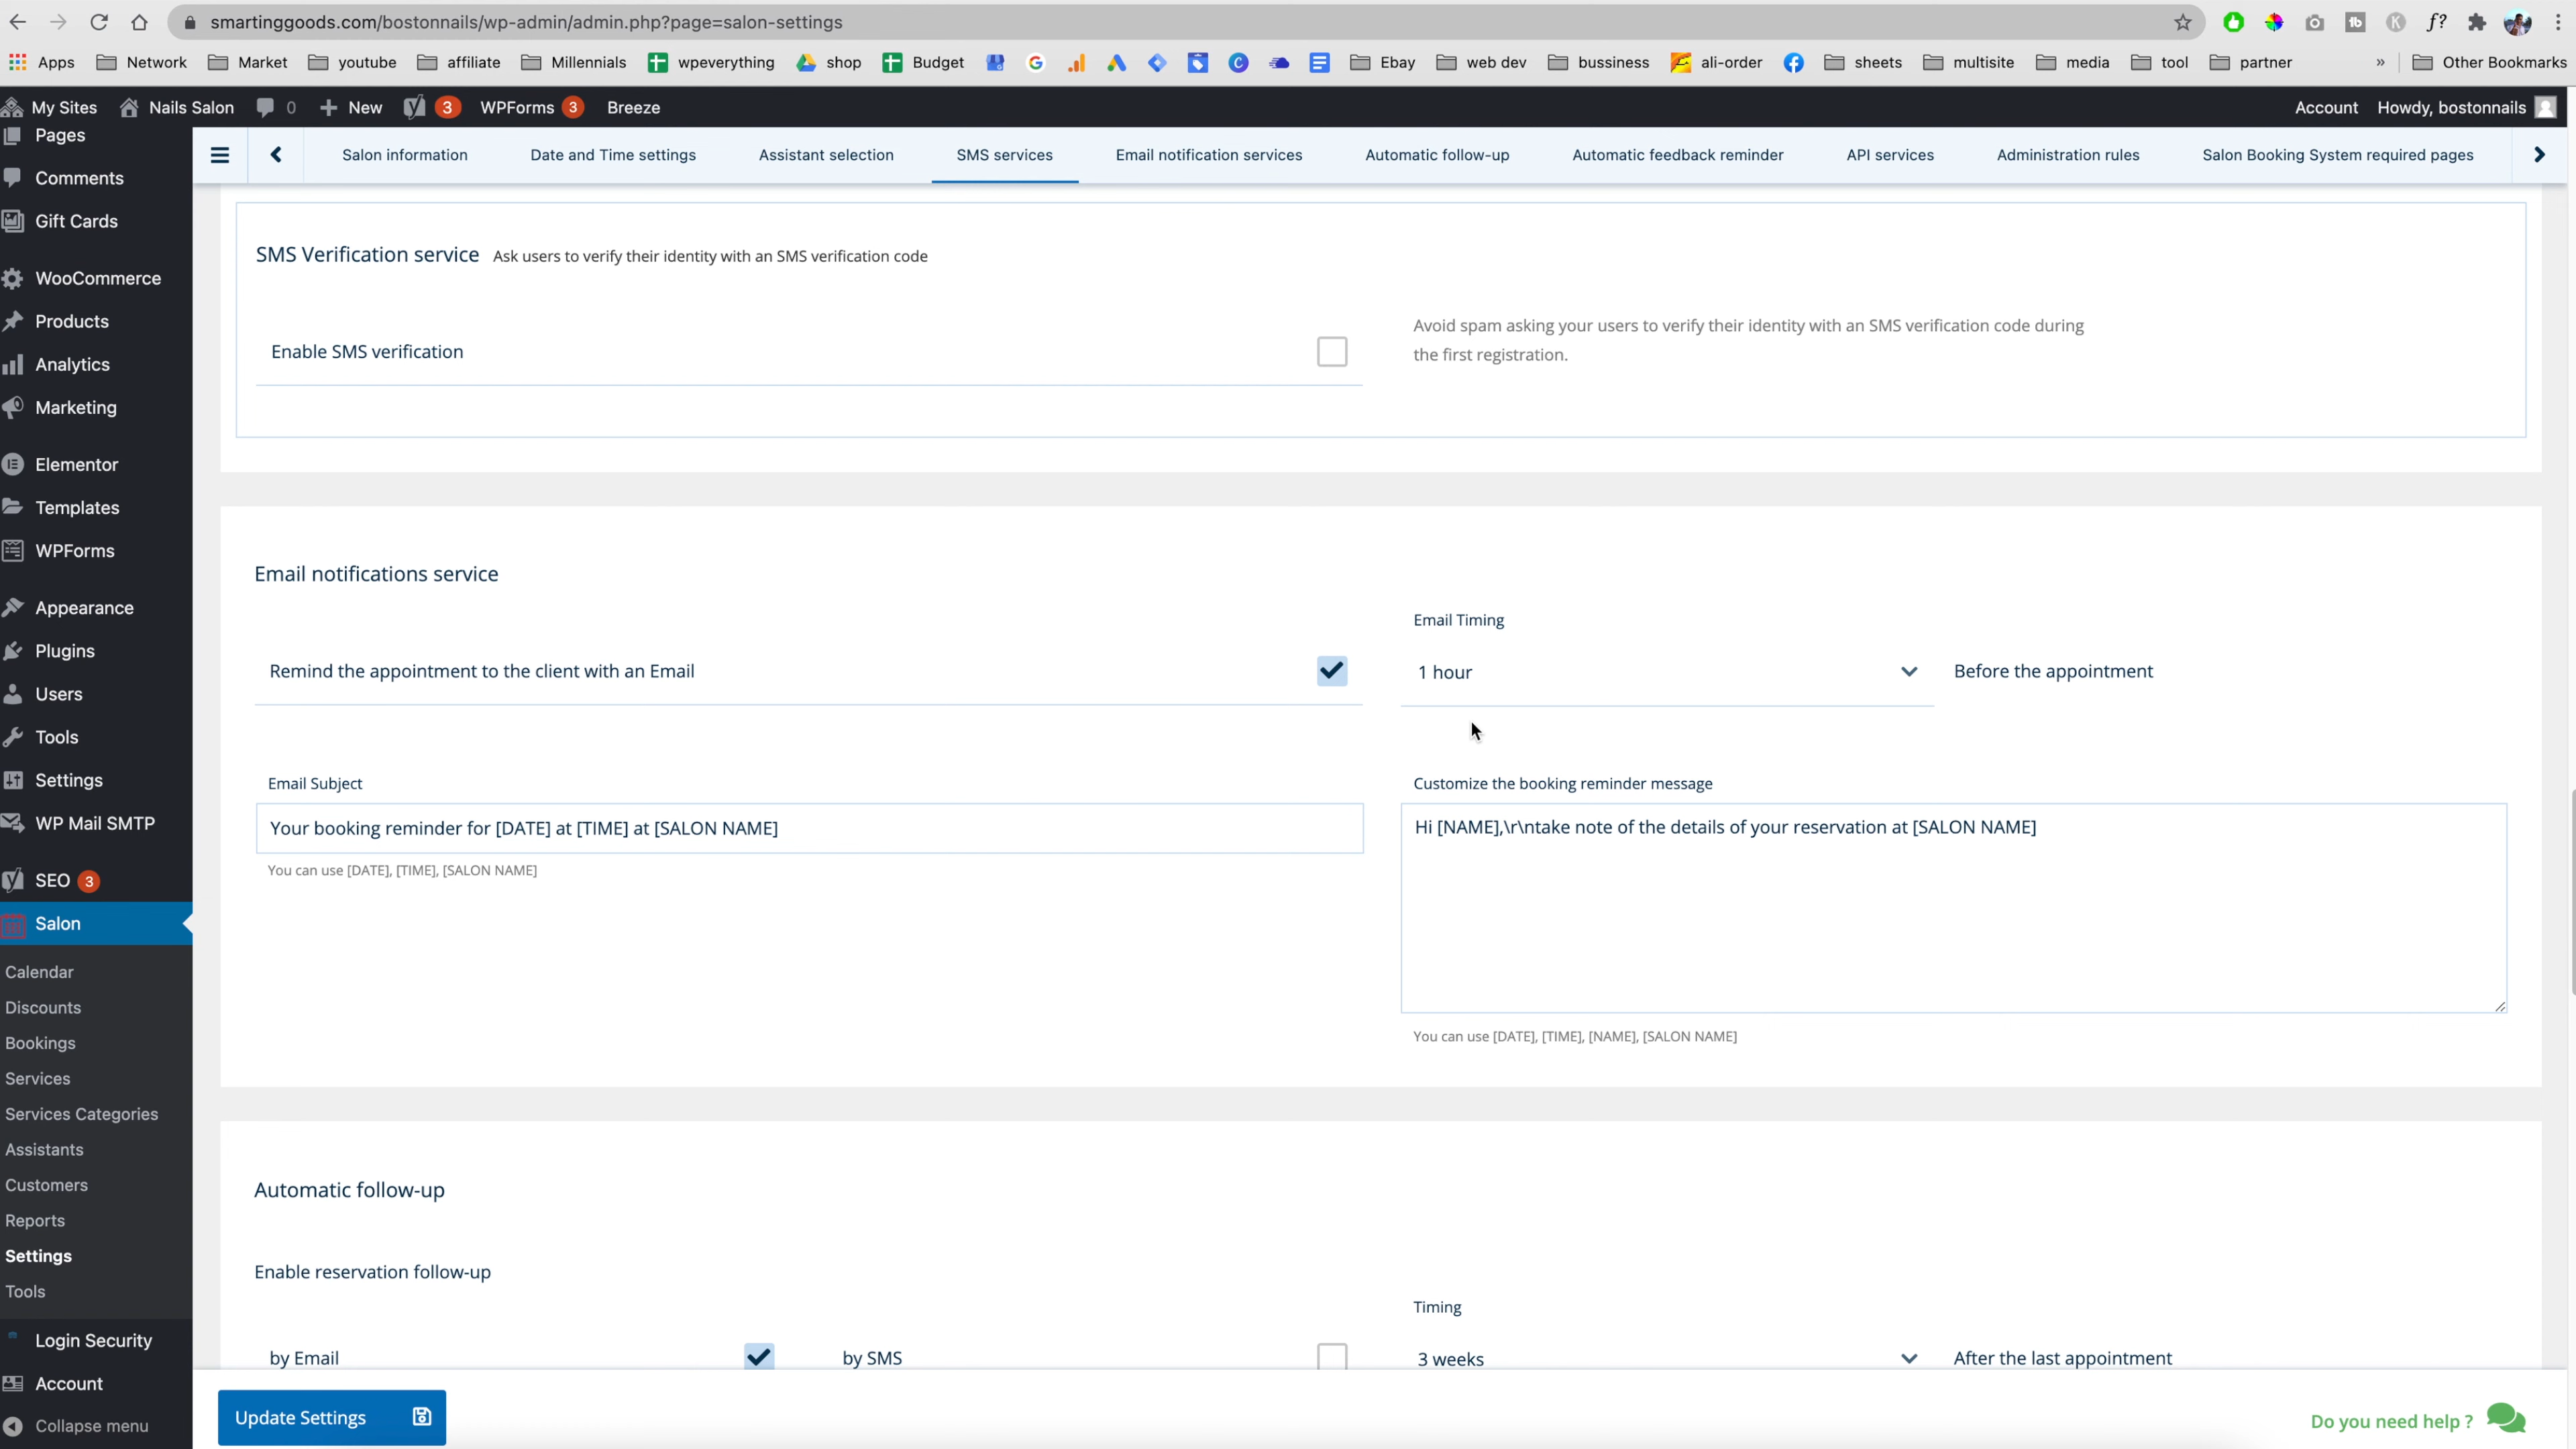 smartinggoods.com/bostonnails/wp-admin/admin.php?page=salon-settings
Apps Network Market youtube affiliate Millennials wpeverything shop Budget Ebay web dev bussiness ali-order sheets multisite media tool partner » Other Bookmarks
My Sites Nails Salon 0 New 3 WPForms 3 Breeze Account Howdy, bostonnails
Pages
Comments
Gift Cards
WooCommerce
Products
Analytics
Marketing
Elementor
Templates
WPForms
Appearance
Plugins
Users
Tools
Settings
WP Mail SMTP
SEO 3
Salon
Calendar
Discounts
Bookings
Services
Services Categories
Assistants
Customers
Reports
Settings
Tools
Login Security
Account
Collapse menu
Salon information Date and Time settings Assistant selection SMS services Email notification services Automatic follow-up Automatic feedback reminder API services Administration rules Salon Booking System required pages
SMS Verification service Ask users to verify their identity with an SMS verification code
Enable SMS verification
Avoid spam asking your users to verify their identity with an SMS verification code during
the first registration.
Email notifications service
Email Timing
Remind the appointment to the client with an Email
1 hour
Before the appointment
Email Subject
Your booking reminder for [DATE] at [TIME] at [SALON NAME]
You can use [DATE], [TIME], [SALON NAME]
Customize the booking reminder message
Hi [NAME],\r\ntake note of the details of your reservation at [SALON NAME]
You can use [DATE], [TIME], [NAME], [SALON NAME]
Automatic follow-up
Enable reservation follow-up
Timing
by Email
by SMS
3 weeks
After the last appointment
Update Settings
Do you need help ?